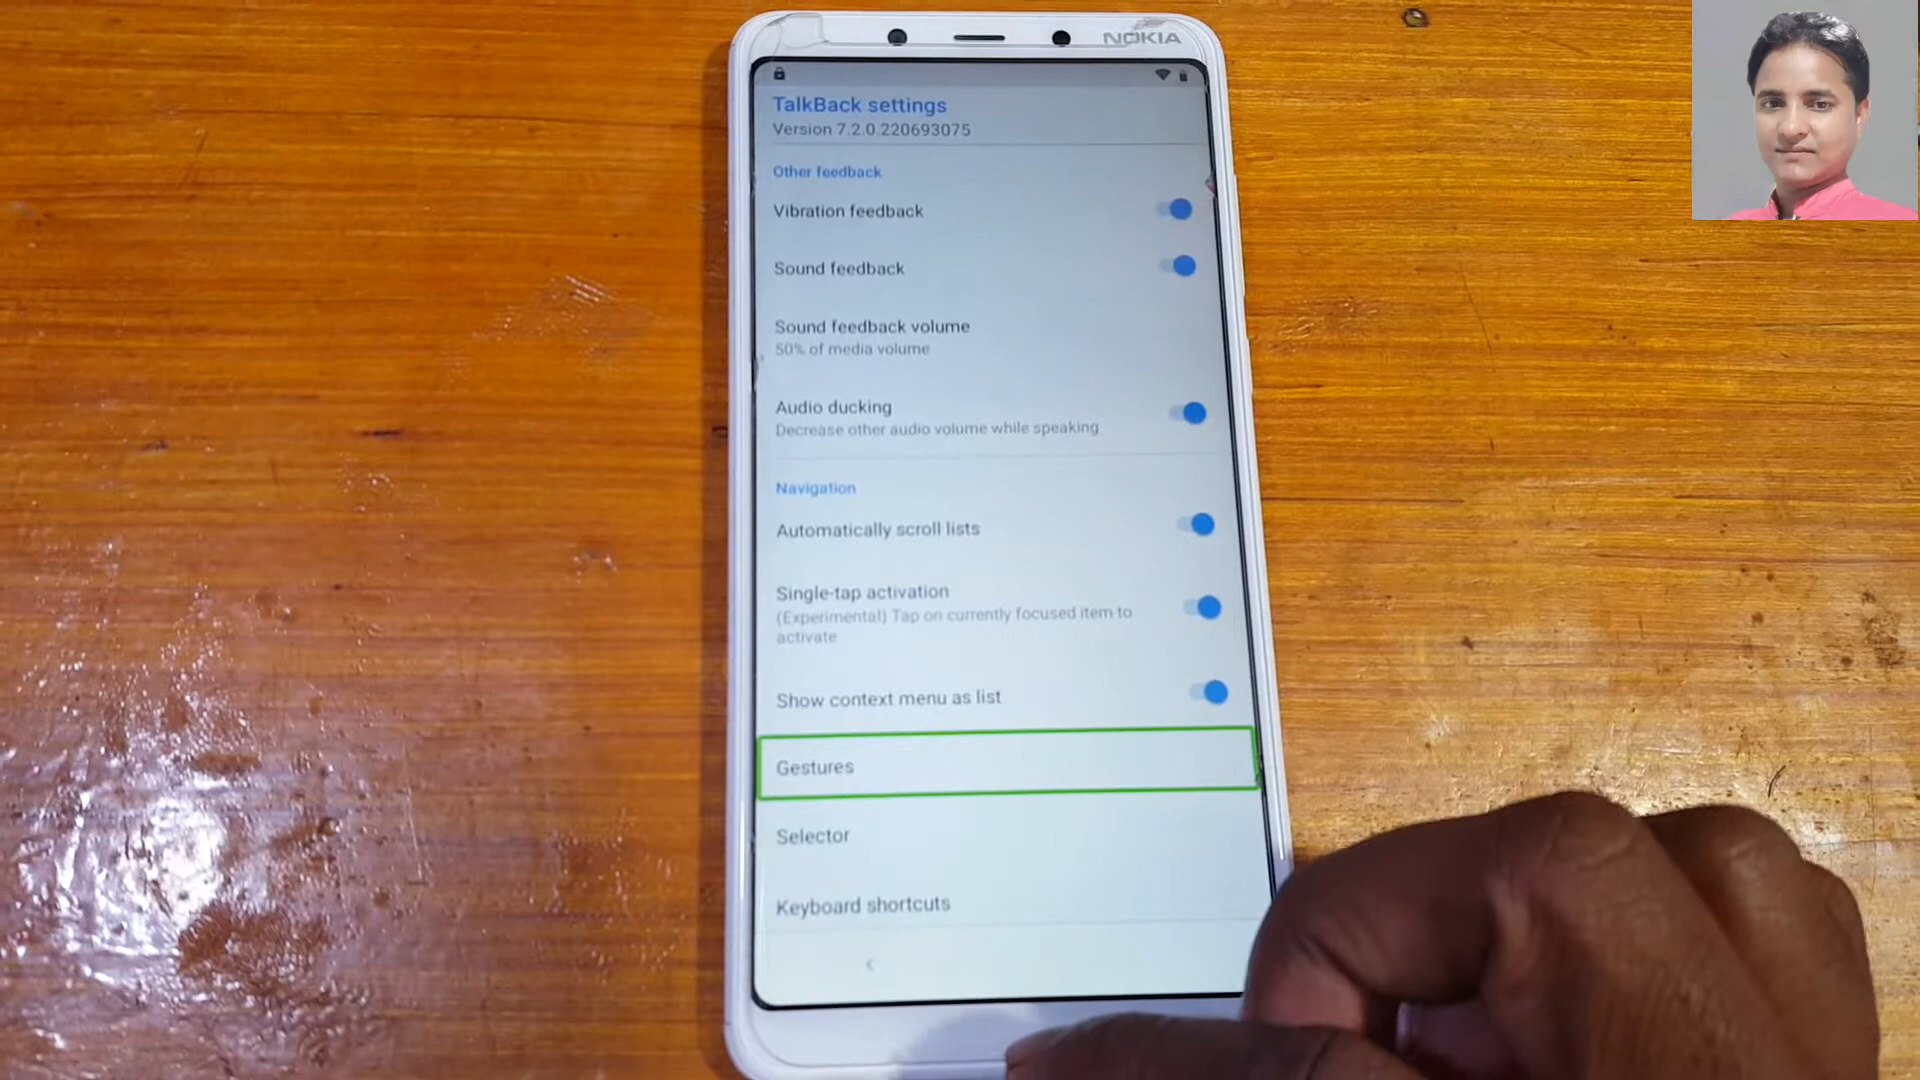 NOKIA
TalkBack settings
Version 7.2.0.220693075
Other feedback
Vibration feedback
Sound feedback
Sound feedback volume
50% of media volume
Audio ducking
Decrease other audio volume while speaking
Navigation
Automatically scroll lists
Single-tap activation
(Experimental) Tap on currently focused item to
activate
Show context menu as list
Gestures
Selector
Keyboard shortcuts